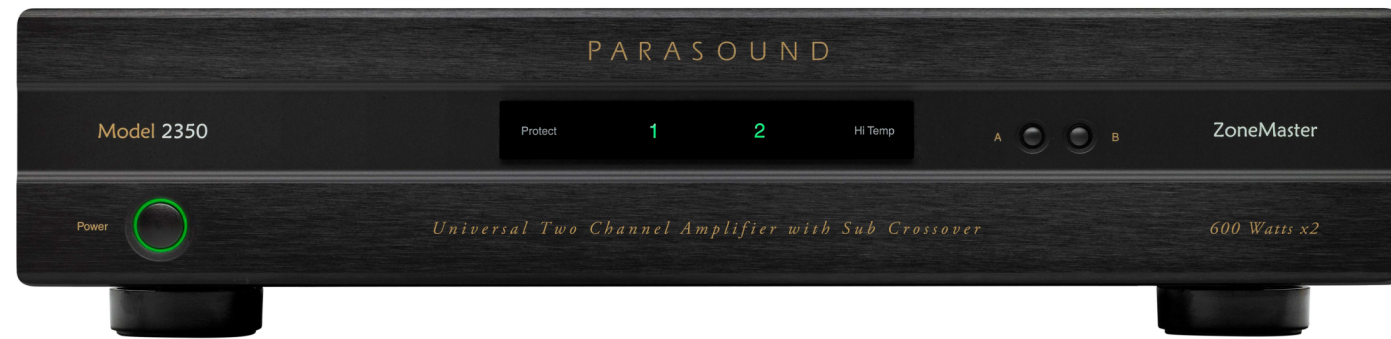 PARASOUND
Model 2350
Protect 1 2 Hi Temp
A B
ZoneMaster
Power
Universal Two Channel Amplifier with Sub Crossover
600 Watts x2